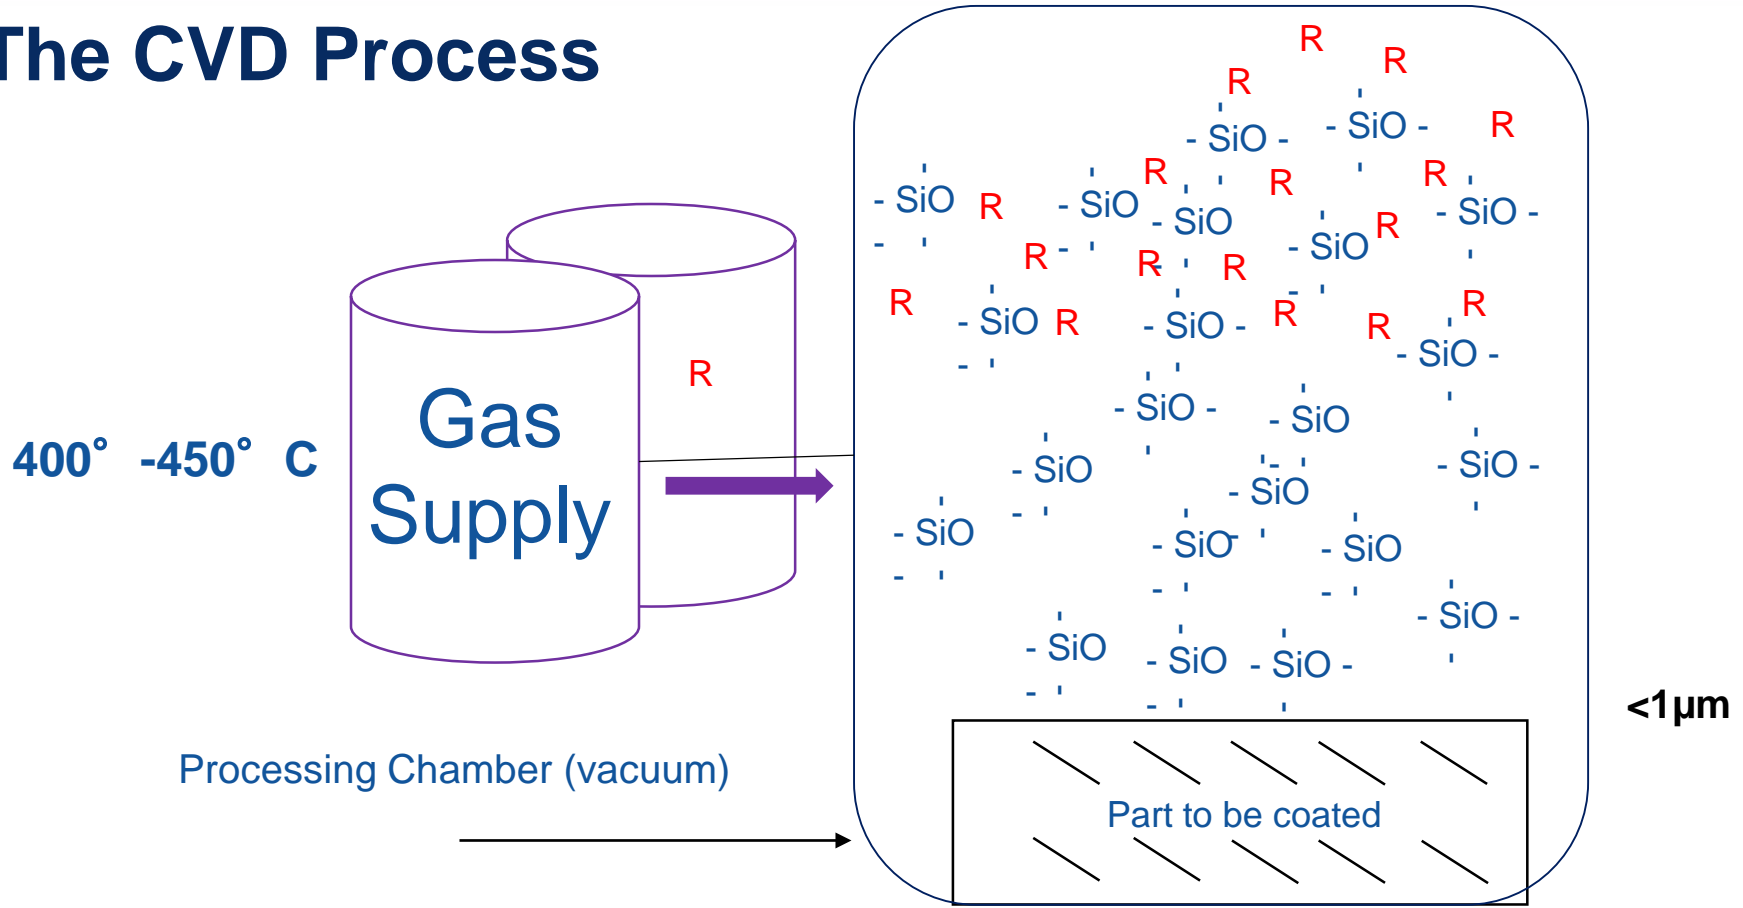 The CVD Process
R
R
R
- SiO -
R
- SiO -
R
R
R
- SiO
-
R
- SiO
-
- SiO -
- SiO
-
R
- SiO
-
R
R
R
R
R
R
- SiO
-
R
- SiO -
R
- SiO -
R
- SiO -
- SiO
-
Gas
Supply
400° -450° C
- SiO
-
- SiO -
- SiO
-
- SiO
-
- SiO
-
- SiO
-
- SiO -
- SiO
-
- SiO
-
- SiO -
<1µm
Processing Chamber (vacuum)
Part to be coated